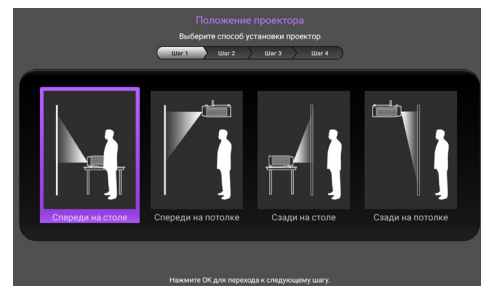 Положение проектора
Выберите способ установки проектор
Шаг 1 Шаг 2 Шаг 3 Шаг 4
Спереди на столе Спереди на потолке Сзади на столе Сзади на потолке
Нажмите ОК для перехода к следующему шагу.